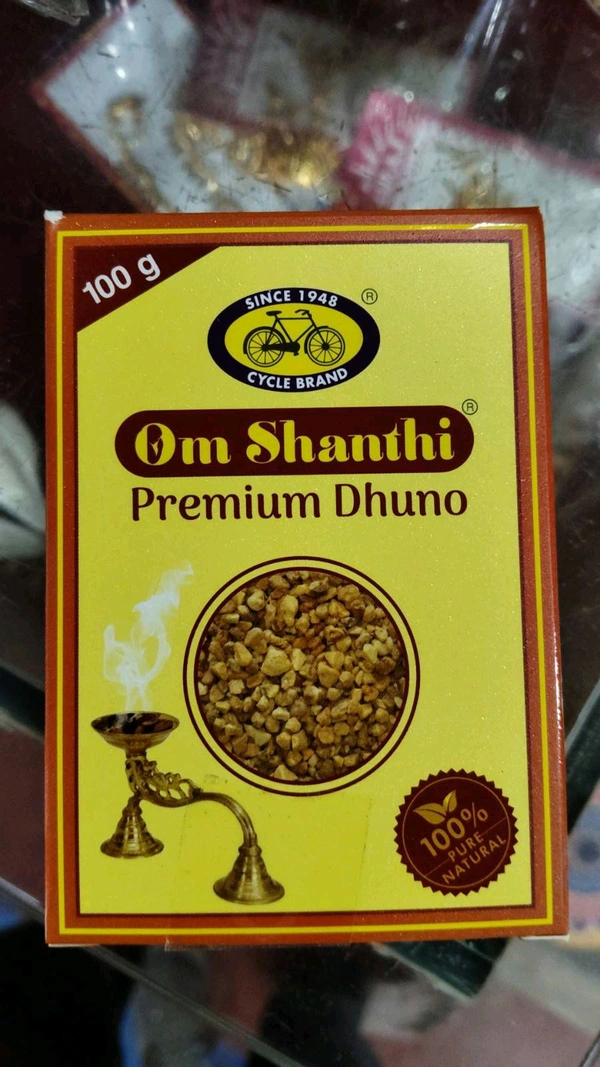 100 g
SINCE 1948
®
CYCLE BRAND
Om Shanthi ®
Premium Dhuno
100%
PURE
NATURAL